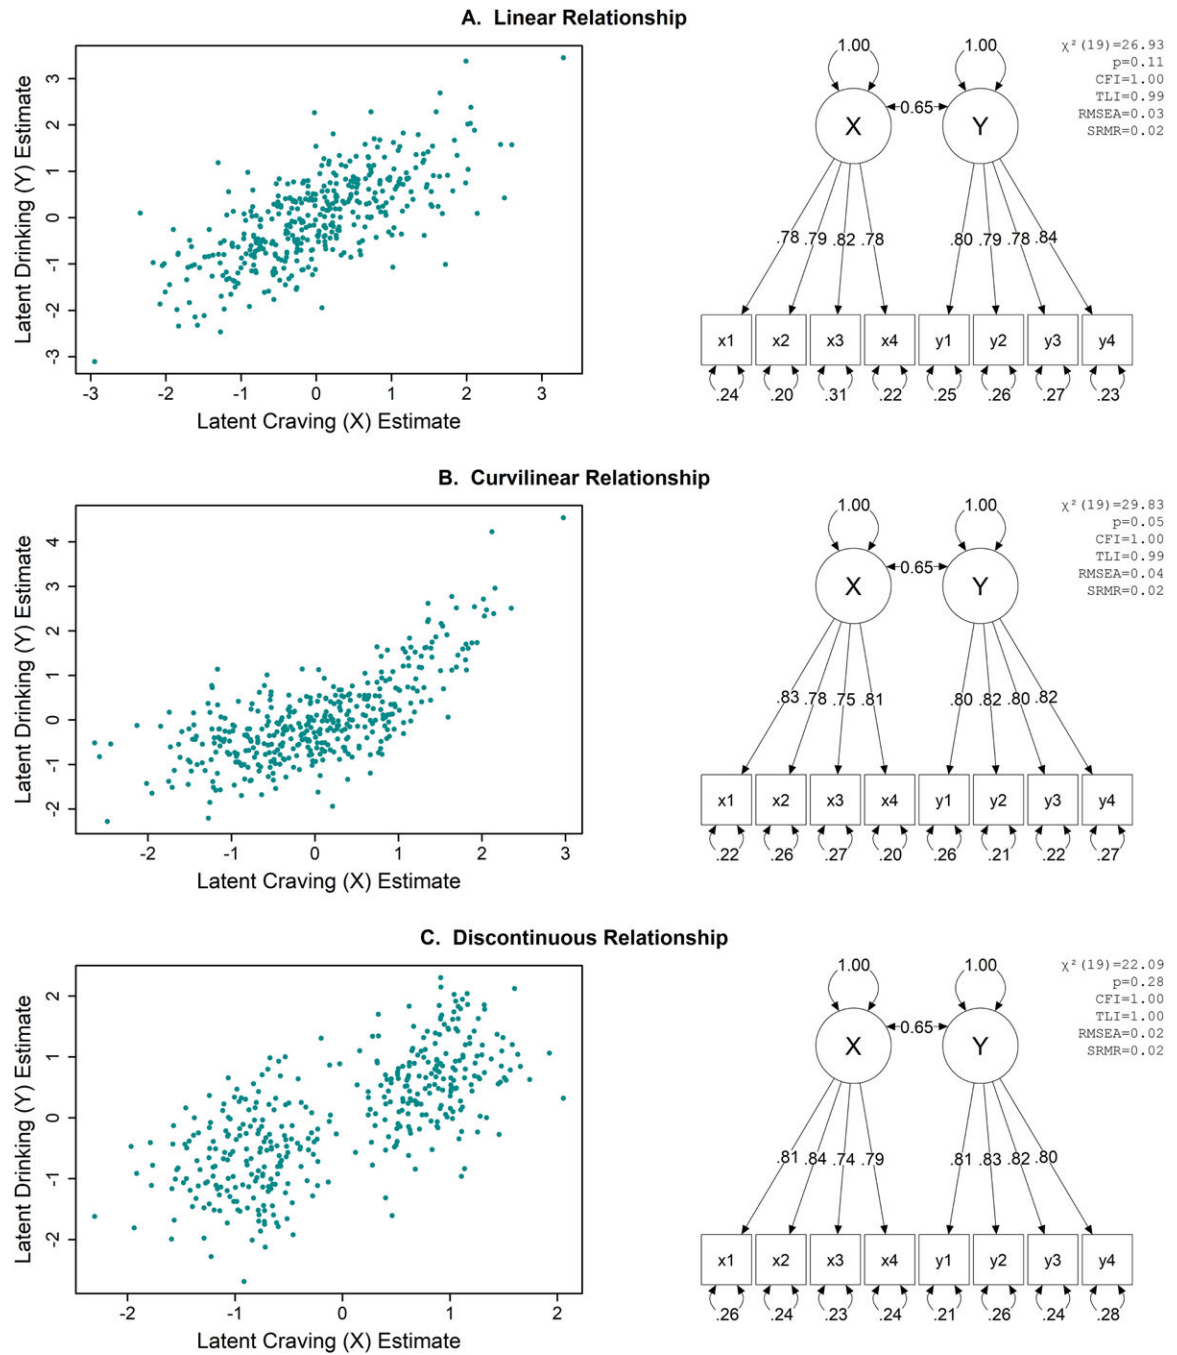 A. Linear Relationship
Latent Drinking (Y) Estimate
3
2
1
0
-1
-2
-3
-3 -2 -1 0 1 2 3
Latent Craving (X) Estimate
1.00 1.00
X 0.65 Y
.78 .79 .82 .78 .80 .79 .78 .84
x1 x2 x3 x4 y1 y2 y3 y4
.24 .20 .31 .22 .25 .26 .27 .23
χ²(19)=26.93
p=0.11
CFI=1.00
TLI=0.99
RMSEA=0.03
SRMR=0.02
B. Curvilinear Relationship
Latent Drinking (Y) Estimate
4
3
2
1
0
-1
-2
-2 -1 0 1 2 3
Latent Craving (X) Estimate
1.00 1.00
X 0.65 Y
.83 .78 .75 .81 .80 .82 .80 .82
x1 x2 x3 x4 y1 y2 y3 y4
.22 .26 .27 .20 .26 .21 .22 .27
χ²(19)=29.83
p=0.05
CFI=1.00
TLI=0.99
RMSEA=0.04
SRMR=0.02
C. Discontinuous Relationship
Latent Drinking (Y) Estimate
2
1
0
-1
-2
-2 -1 0 1 2
Latent Craving (X) Estimate
1.00 1.00
X 0.65 Y
.81 .84 .74 .79 .81 .83 .82 .80
x1 x2 x3 x4 y1 y2 y3 y4
.26 .24 .23 .24 .21 .26 .24 .28
χ²(19)=22.09
p=0.28
CFI=1.00
TLI=1.00
RMSEA=0.02
SRMR=0.02